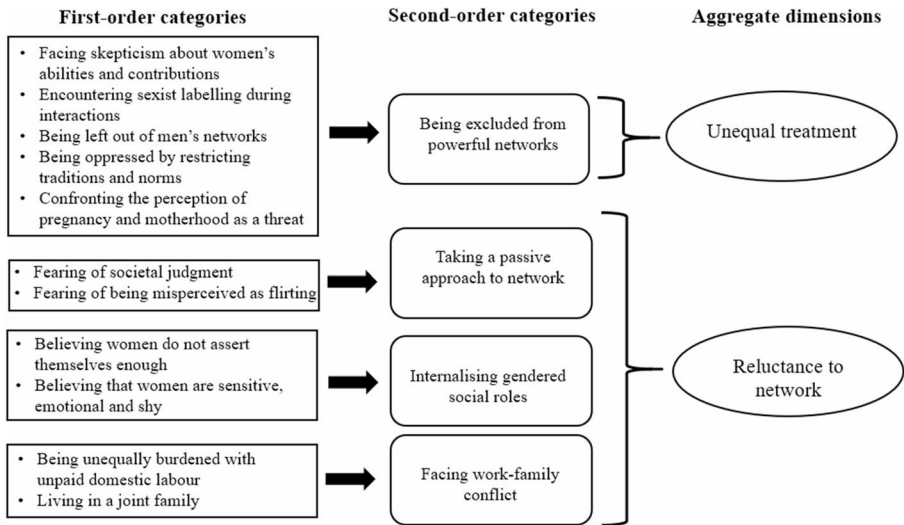 First-order categories
Second-order categories
Aggregate dimensions
• Facing skepticism about women's
abilities and contributions
• Encountering sexist labelling during
interactions
• Being left out of men's networks
• Being oppressed by restricting
traditions and norms
• Confronting the perception of
pregnancy and motherhood as a threat
Being excluded from
powerful networks
Unequal treatment
• Fearing of societal judgment
• Fearing of being misperceived as flirting
Taking a passive
approach to network
• Believing women do not assert
themselves enough
• Believing that women are sensitive,
emotional and shy
Internalising gendered
social roles
• Being unequally burdened with
unpaid domestic labour
• Living in a joint family
Facing work-family
conflict
Reluctance to
network